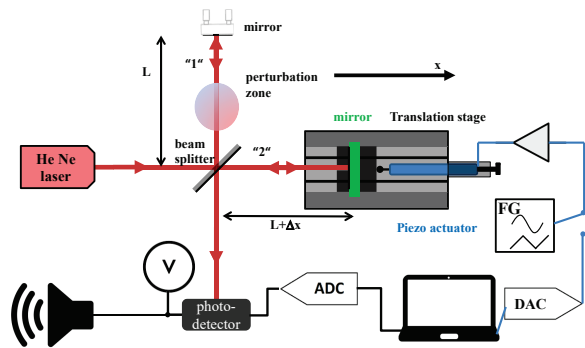 mirror
L
"1"
x
perturbation
zone
mirror
Translation stage
He Ne
laser
beam
splitter
"2"
L+Δx
Piezo actuator
FG
V
photo-
detector
ADC
DAC